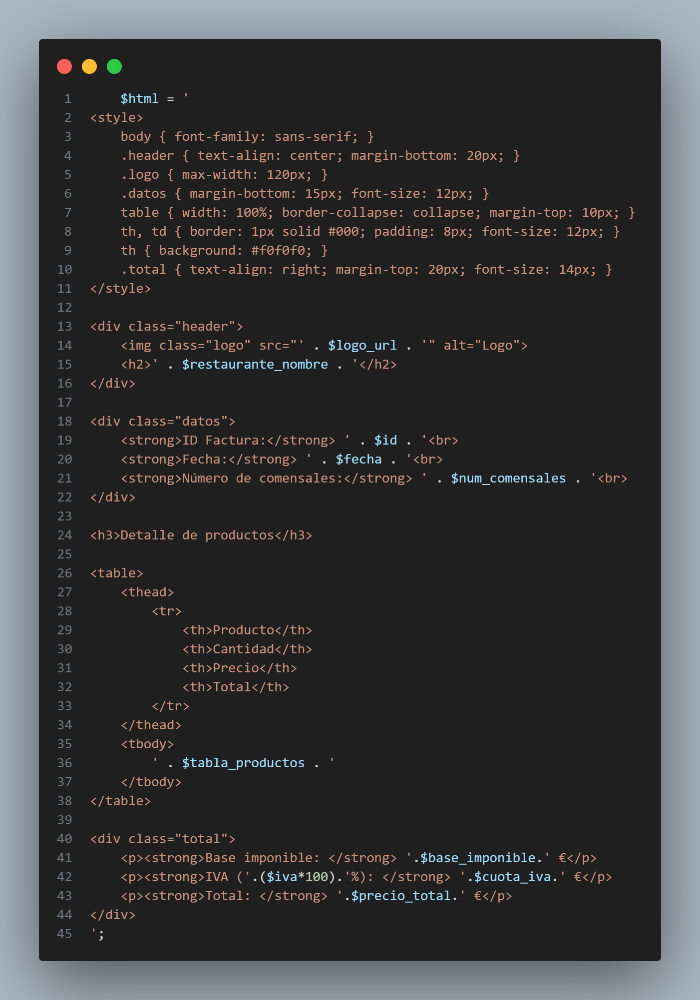 1 $html = '
2 <style>
3 body { font-family: sans-serif; }
4 .header { text-align: center; margin-bottom: 20px; }
5 .logo { max-width: 120px; }
6 .datos { margin-bottom: 15px; font-size: 12px; }
7 table { width: 100%; border-collapse: collapse; margin-top: 10px; }
8 th, td { border: 1px solid #000; padding: 8px; font-size: 12px; }
9 th { background: #f0f0f0; }
10 .total { text-align: right; margin-top: 20px; font-size: 14px; }
11 </style>
12
13 <div class="header">
14 <img class="logo" src="' . $logo_url . '" alt="Logo">
15 <h2>' . $restaurante_nombre . '</h2>
16 </div>
17
18 <div class="datos">
19 <strong>ID Factura:</strong> ' . $id . '<br>
20 <strong>Fecha:</strong> ' . $fecha . '<br>
21 <strong>Número de comensales:</strong> ' . $num_comensales . '<br>
22 </div>
23
24 <h3>Detalle de productos</h3>
25
26 <table>
27 <thead>
28 <tr>
29 <th>Producto</th>
30 <th>Cantidad</th>
31 <th>Precio</th>
32 <th>Total</th>
33 </tr>
34 </thead>
35 <tbody>
36 ' . $tabla_productos . '
37 </tbody>
38 </table>
39
40 <div class="total">
41 <p><strong>Base imponible: </strong> '.$base_imponible.' €</p>
42 <p><strong>IVA ('.($iva*100).'%): </strong> '.$cuota_iva.' €</p>
43 <p><strong>Total: </strong> '.$precio_total.' €</p>
44 </div>
45 ';